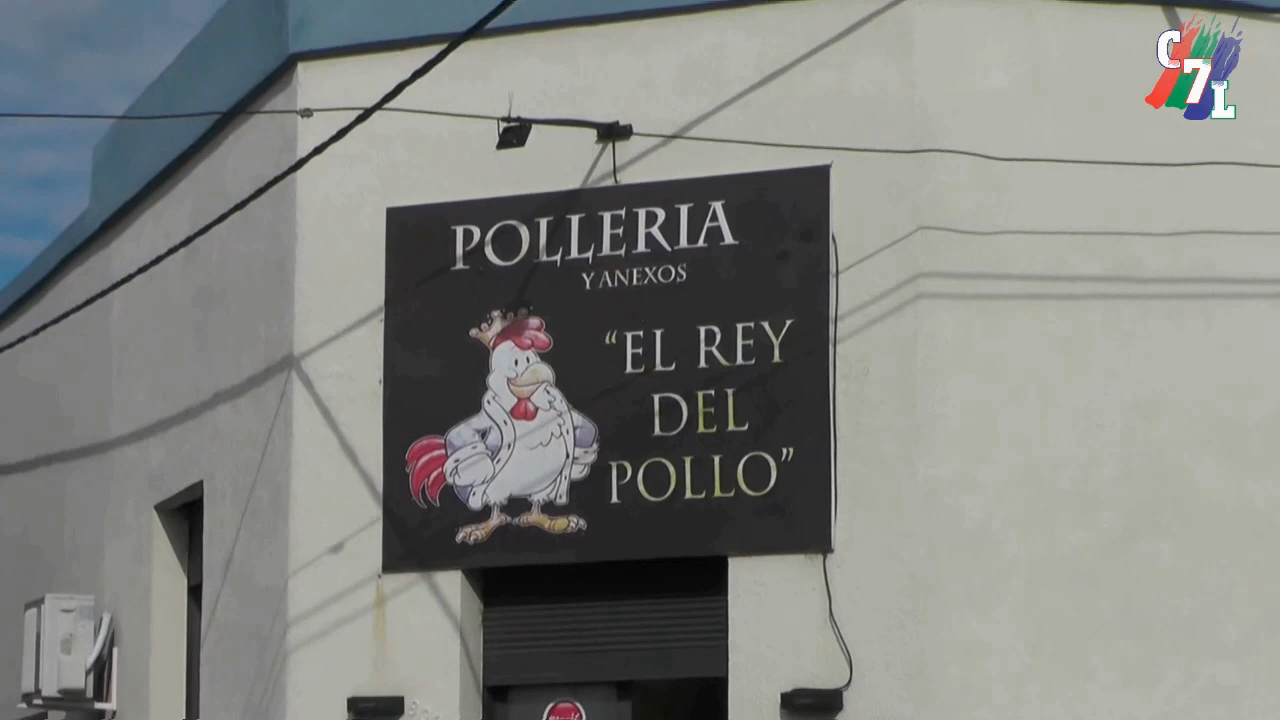 C7L
POLLERIA
Y ANEXOS
“EL REY
DEL
POLLO”